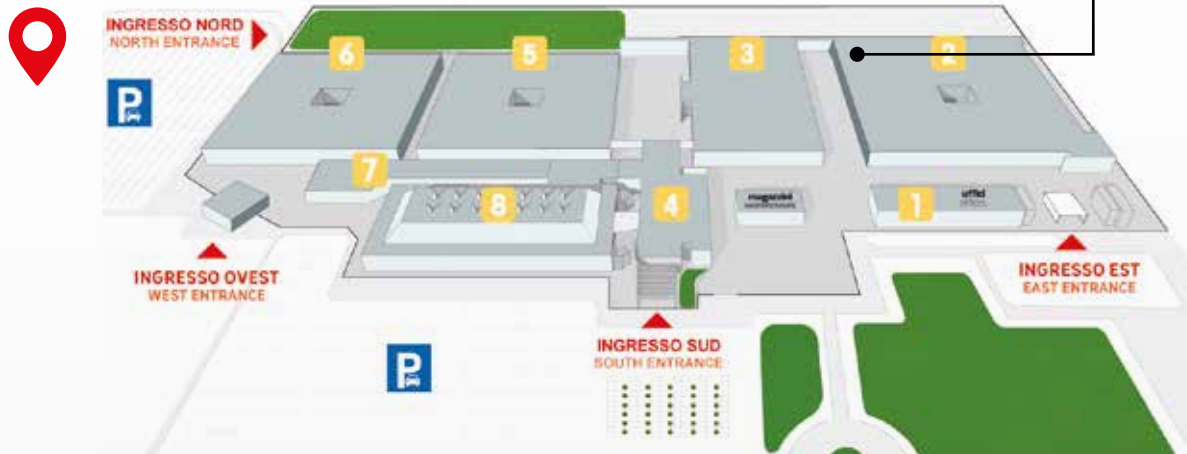 INGRESSO NORD
NORTH ENTRANCE
P
6
5
3
2
7
8
4
magazzini
1
uffici
INGRESSO OVEST
WEST ENTRANCE
INGRESSO EST
EAST ENTRANCE
INGRESSO SUD
SOUTH ENTRANCE
P